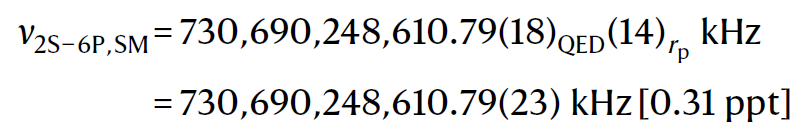 ν2S−6P,SM = 730,690,248,610.79(18)QED(14)rp kHz
= 730,690,248,610.79(23) kHz [0.31 ppt]